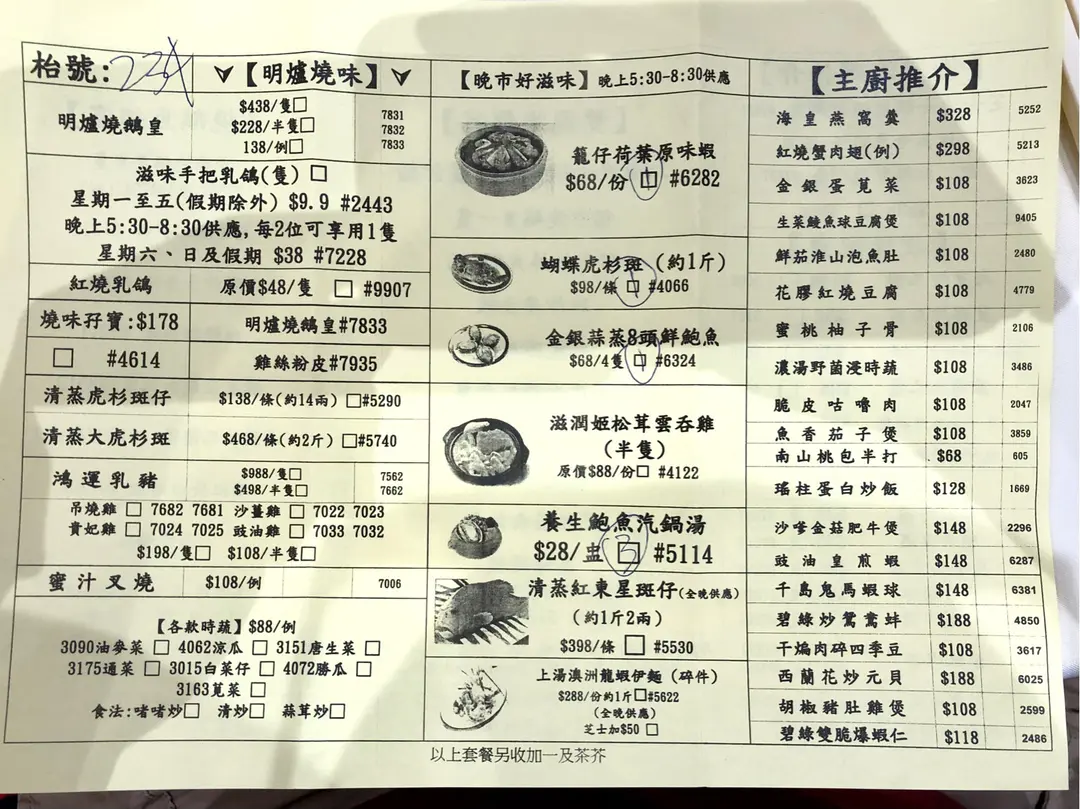 枱號:
【明爐燒味】
明爐燒鵝皇
$438/隻□
$228/半隻□
138/例□
7831
7832
7833
滋味手把乳鴿(隻) □
星期一至五(假期除外) $9.9 #2443
晚上5:30-8:30供應,每2位可享用1隻
星期六、日及假期 $38 #7228
紅燒乳鴿 原價$48/隻 □ #9907
燒味孖寶:$178 明爐燒鵝皇#7833
□ #4614 雞絲粉皮#7935
清蒸虎杉斑仔 $138/條(約14兩) □#5290
清蒸大虎杉斑 $468/條(約2斤) □#5740
鴻運乳豬
$988/隻□ 7562
$498/半隻□ 7662
吊燒雞 □ 7682 7681 沙薑雞 □ 7022 7023
貴妃雞 □ 7024 7025 豉油雞 □ 7033 7032
$198/隻□ $108/半隻□
蜜汁叉燒 $108/例 7006
【各款時蔬】$88/例
3090油麥菜 □ 4062涼瓜 □ 3151唐生菜 □
3175通菜 □ 3015白菜仔 □ 4072勝瓜 □
3163莧菜 □
食法:啫啫炒□ 清炒□ 蒜茸炒□
【晚市好滋味】晚上5:30-8:30供應
籠仔荷葉原味蝦
$68/份 □ #6282
1
蝴蝶虎杉斑 (約1斤)
$98/條 □ #4066
1
金銀蒜蒸8頭鮮鮑魚
$68/4隻 □ #6324
1
滋潤姬松茸雲吞雞
(半隻)
原價$88/份□ #4122
養生鮑魚汽鍋湯
$28/盅 □ #5114
3
清蒸紅東星斑仔(全晚供應)
(約1斤2兩)
$398/條 □ #5530
上湯澳洲龍蝦伊麵 (碎件)
$288/份約1斤□#5622
(全晚供應)
芝士加$50 □
【主廚推介】
海皇燕窩羹 $328 5252
紅燒蟹肉翅(例) $298 5213
金銀蛋莧菜 $108 3623
生菜鯪魚球豆腐煲 $108 9405
鮮茄淮山泡魚肚 $108 2480
花膠紅燒豆腐 $108 4779
蜜桃柚子骨 $108 2106
濃湯野菌浸時蔬 $108 3486
脆皮咕嚕肉 $108 2047
魚香茄子煲 $108 3859
南山桃包半打 $68 605
瑤柱蛋白炒飯 $128 1669
沙嗲金菇肥牛煲 $148 2296
豉油皇煎蝦 $148 6287
千島鬼馬蝦球 $148 6381
碧綠炒鴛鴦蚌 $188 4850
干煸肉碎四季豆 $108 3617
西蘭花炒元貝 $188 6025
胡椒豬肚雞煲 $108 2599
碧綠雙脆爆蝦仁 $118 2486
以上套餐另收加一及茶芥